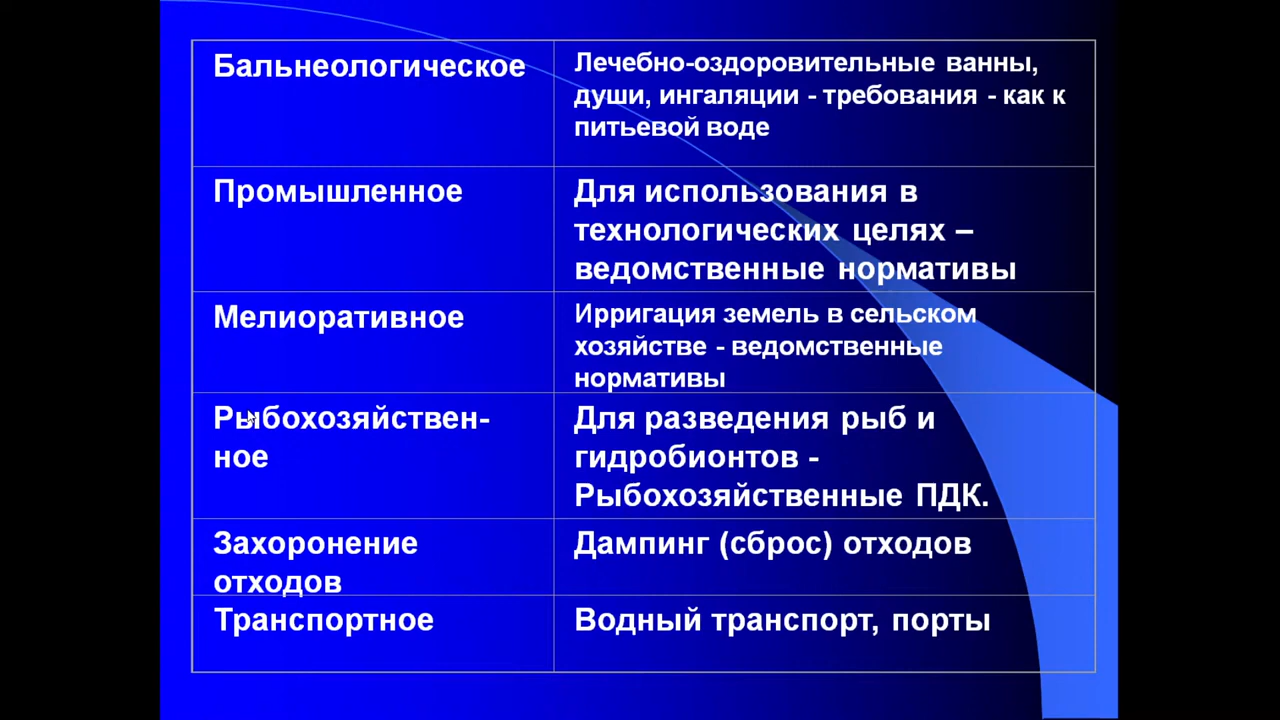 Бальнеологическое
Лечебно-оздоровительные ванны,
души, ингаляции - требования - как к
питьевой воде
Промышленное
Для использования в
технологических целях –
ведомственные нормативы
Мелиоративное
Ирригация земель в сельском
хозяйстве - ведомственные
нормативы
Рыбохозяйствен-
ное
Для разведения рыб и
гидробионтов -
Рыбохозяйственные ПДК.
Захоронение
отходов
Дампинг (сброс) отходов
Транспортное
Водный транспорт, порты